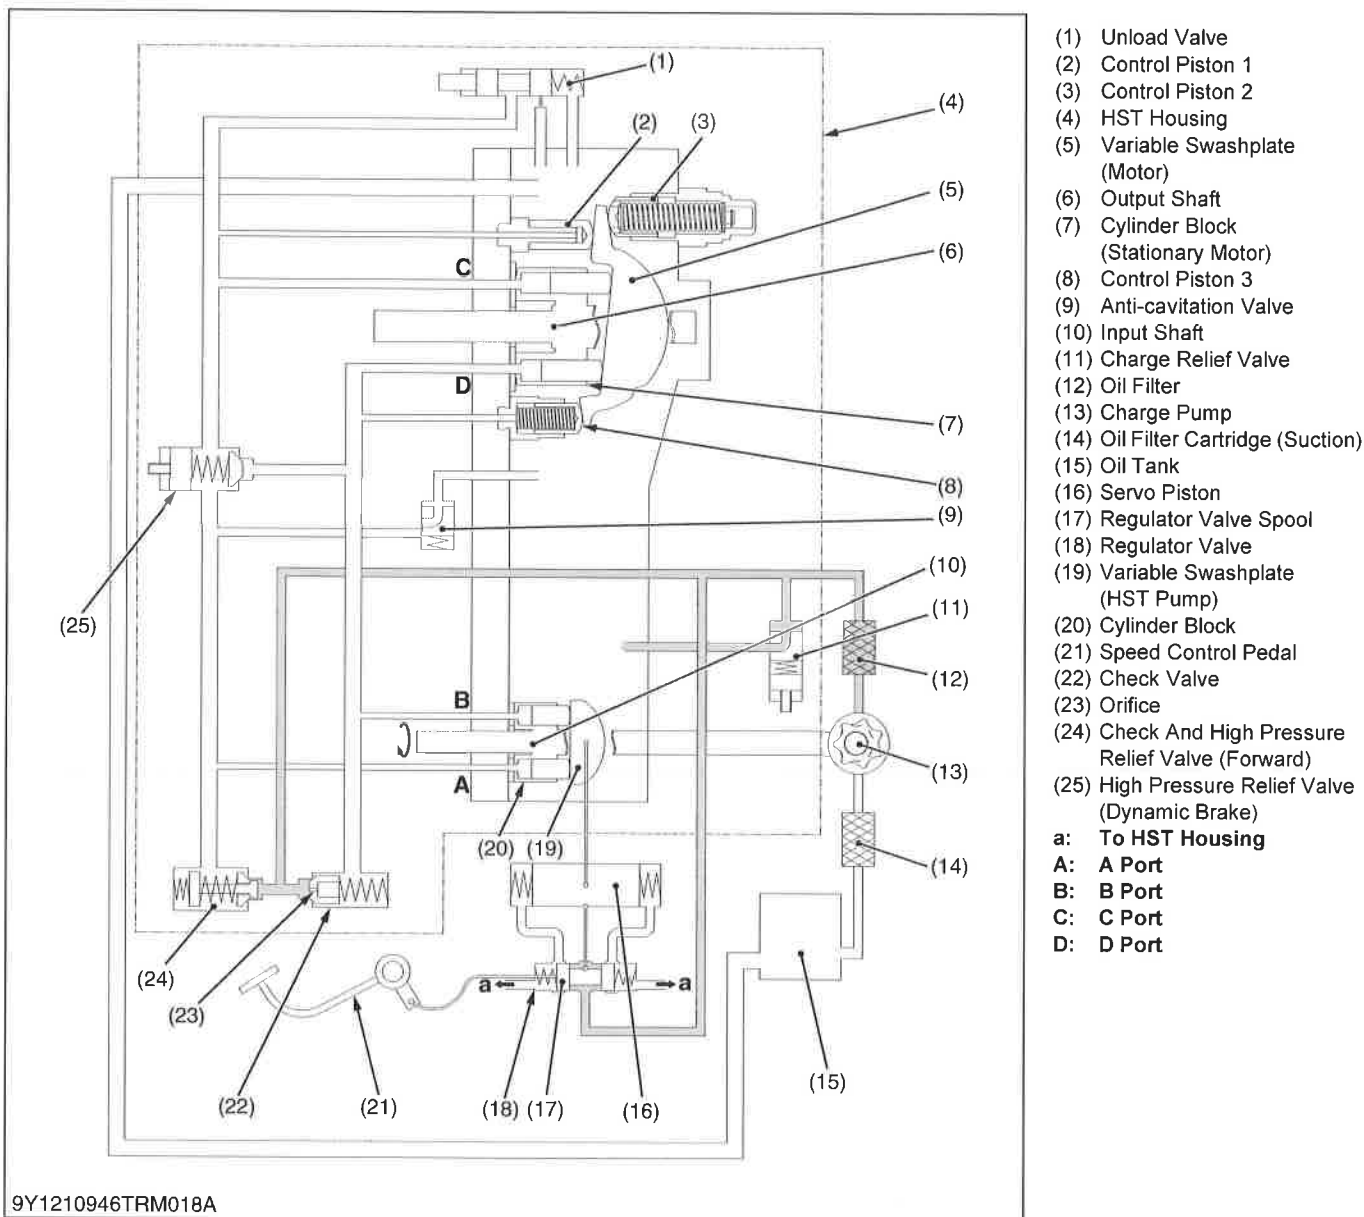 (1)
(2)
(3)
(4)
(5)
(6)
C
D
(7)
(8)
(9)
(10)
(11)
(25)
(12)
B
A
(13)
(20) (19)
(14)
(24)
(23)
a
a
(22)
(21)
(18) (17)
(16)
(15)
9Y1210946TRM018A
(1) Unload Valve
(2) Control Piston 1
(3) Control Piston 2
(4) HST Housing
(5) Variable Swashplate
(Motor)
(6) Output Shaft
(7) Cylinder Block
(Stationary Motor)
(8) Control Piston 3
(9) Anti-cavitation Valve
(10) Input Shaft
(11) Charge Relief Valve
(12) Oil Filter
(13) Charge Pump
(14) Oil Filter Cartridge (Suction)
(15) Oil Tank
(16) Servo Piston
(17) Regulator Valve Spool
(18) Regulator Valve
(19) Variable Swashplate
(HST Pump)
(20) Cylinder Block
(21) Speed Control Pedal
(22) Check Valve
(23) Orifice
(24) Check And High Pressure
Relief Valve (Forward)
(25) High Pressure Relief Valve
(Dynamic Brake)
a: To HST Housing
A: A Port
B: B Port
C: C Port
D: D Port